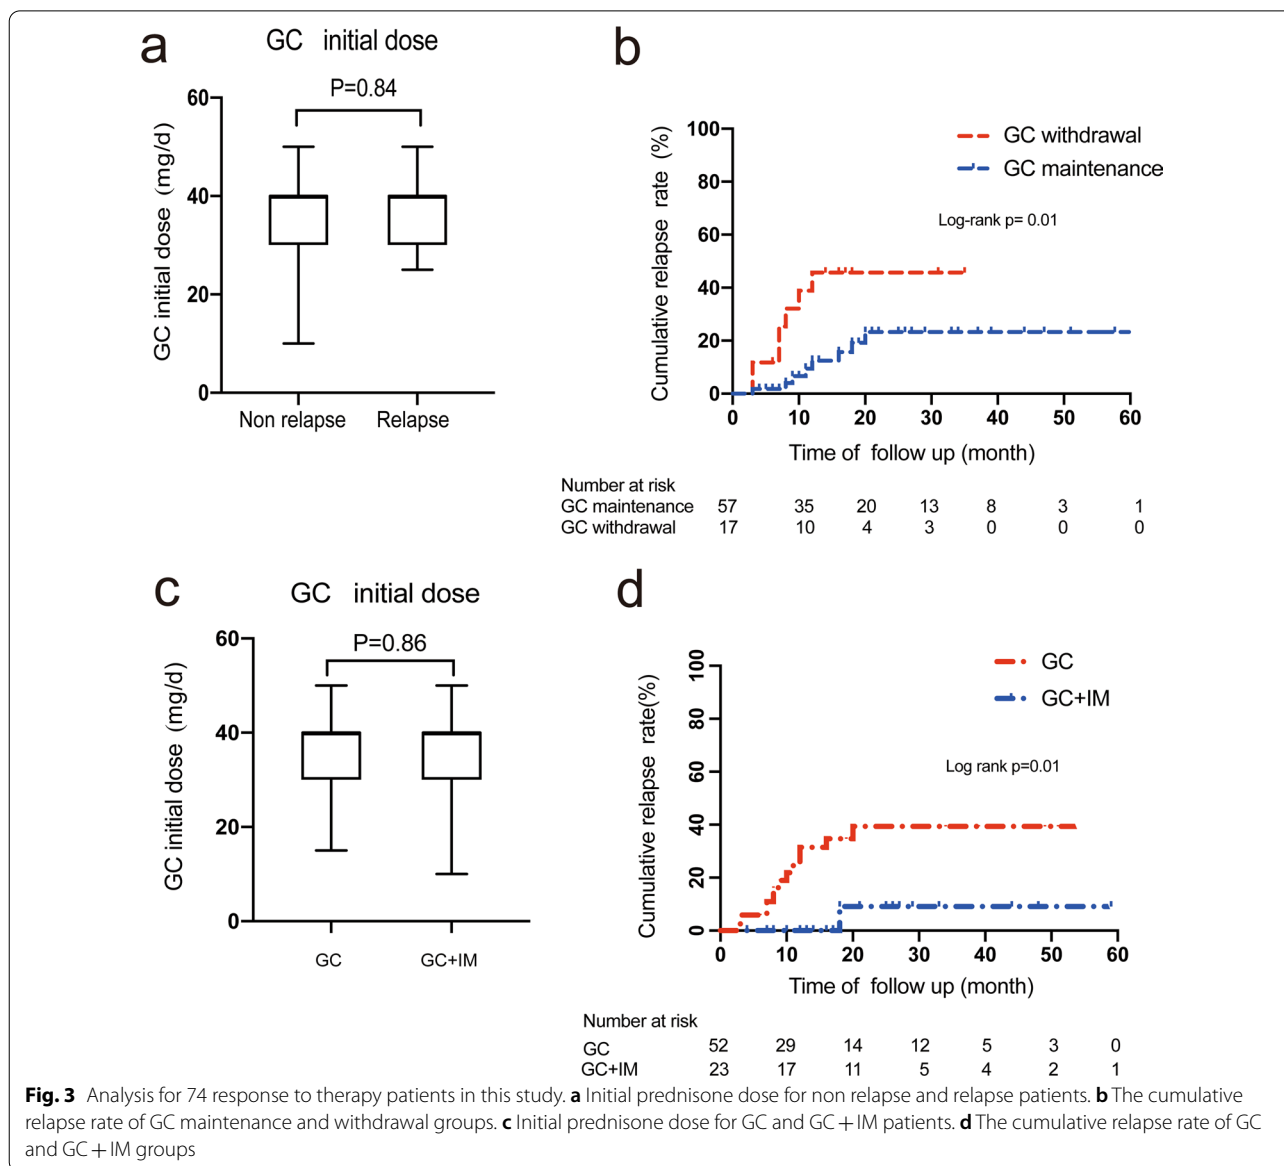 a
GC initial dose
P=0.84
GC initial dose (mg/d)
60
40
20
0
Non relapse Relapse
b
Cumulative relapse rate (%)
100
80
60
40
20
0
GC withdrawal
GC maintenance
Log-rank p= 0.01
0 10 20 30 40 50 60
Time of follow up (month)
Number at risk
GC maintenance 57 35 20 13 8 3 1
GC withdrawal 17 10 4 3 0 0 0
c
GC initial dose
P=0.86
GC initial dose (mg/d)
60
40
20
0
GC GC+IM
d
Cumulative relapse rate(%)
100
80
60
40
20
0
GC
GC+IM
Log rank p=0.01
0 10 20 30 40 50 60
Time of follow up (month)
Number at risk
GC 52 29 14 12 5 3 0
GC+IM 23 17 11 5 4 2 1
Fig. 3 Analysis for 74 response to therapy patients in this study. a Initial prednisone dose for non relapse and relapse patients. b The cumulative
relapse rate of GC maintenance and withdrawal groups. c Initial prednisone dose for GC and GC + IM patients. d The cumulative relapse rate of GC
and GC + IM groups